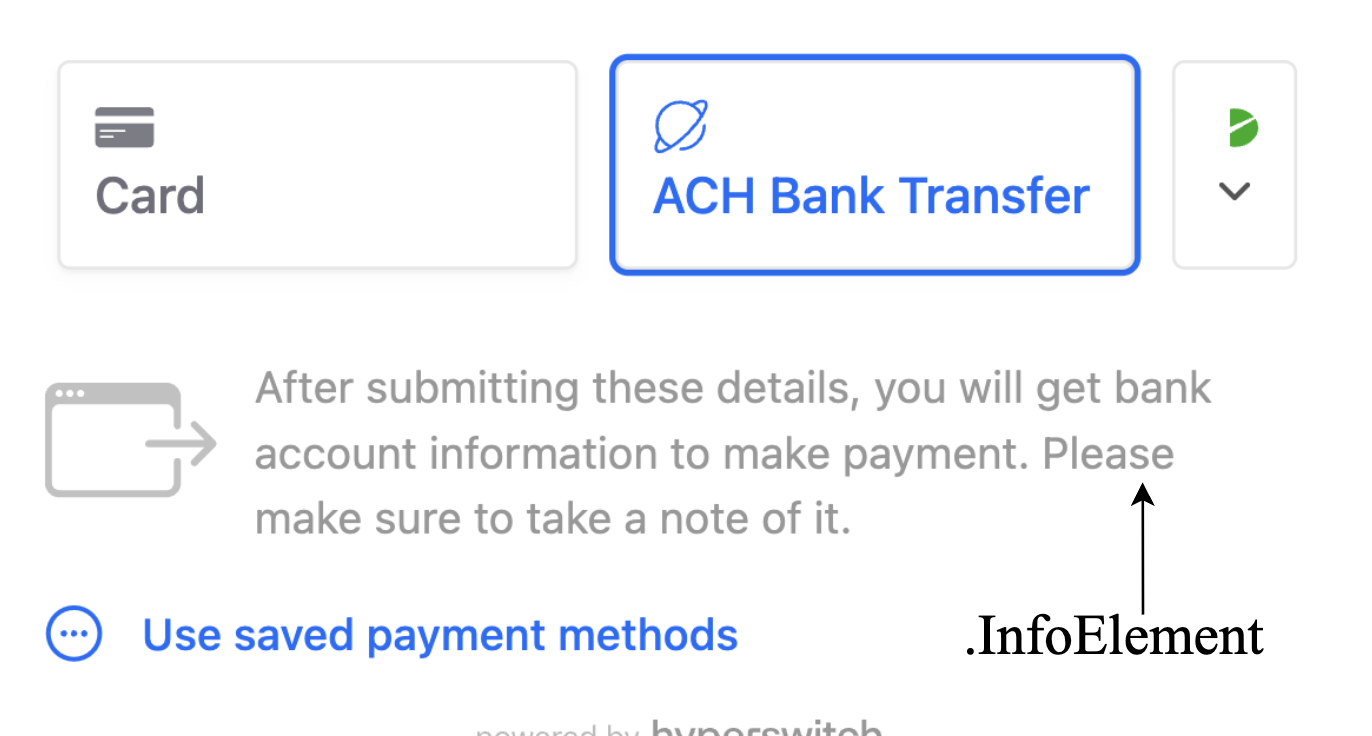 Card
ACH Bank Transfer
After submitting these details, you will get bank
account information to make payment. Please
make sure to take a note of it.
Use saved payment methods
.InfoElement
powered by hyperswitch